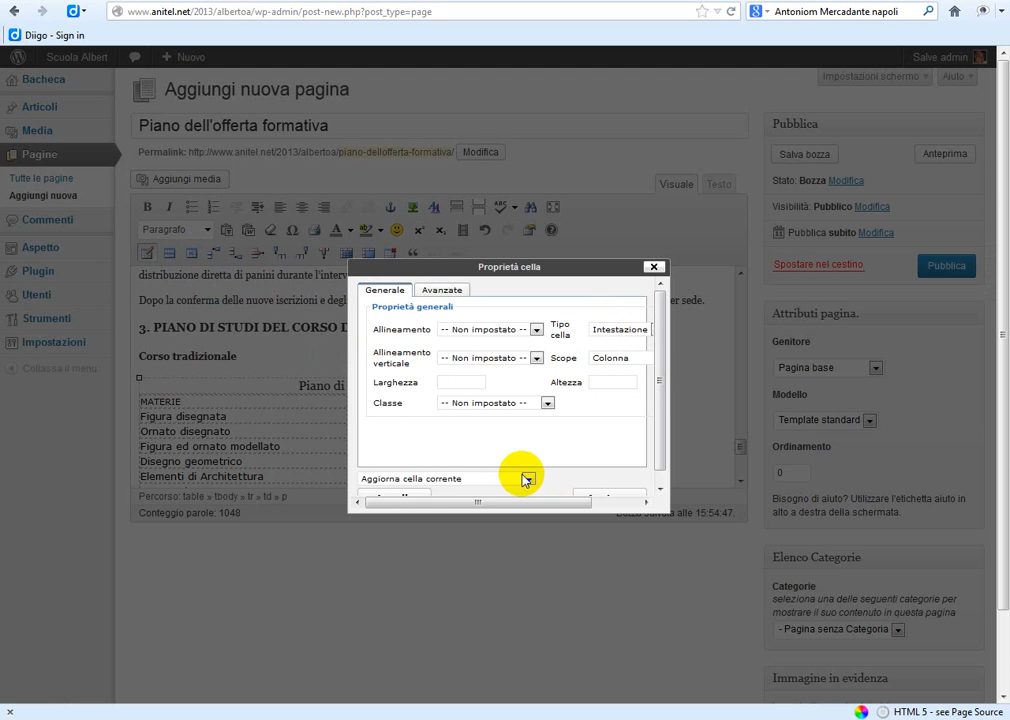 www.anitel.net/2013/albertoa/wp-admin/post-new.php?post_type=page
Antoniom Mercadante napoli
Diigo - Sign in
Scuola Albert
Nuovo
Salve admin
Bacheca
Articoli
Media
Pagine
Tutte le pagine
Aggiungi nuova
Commenti
Aspetto
Plugin
Utenti
Strumenti
Impostazioni
Collassa il menu
Impostazioni schermo
Aiuto
Aggiungi nuova pagina
Piano dell'offerta formativa
Permalink: http://www.anitel.net/2013/albertoa/piano-dellofferta-formativa/ Modifica
Aggiungi media
Visuale
Testo
Paragrafo
distribuzione diretta di panini durante l'interv
Dopo la conferma delle nuove iscrizioni e degli
per sede.
3. PIANO DI STUDI DEL CORSO D
Corso tradizionale
Piano di
MATERIE
Figura disegnata
Ornato disegnato
Figura ed ornato modellato
Disegno geometrico
Elementi di Architettura
Percorso: table » tbody » tr » td » p
Conteggio parole: 1048
alle 15:54:47.
Proprietà cella
Generale
Avanzate
Proprietà generali
Allineamento
-- Non impostato --
Tipo cella
Intestazione
Allineamento verticale
-- Non impostato --
Scope
Colonna
Larghezza
Altezza
Classe
-- Non impostato --
Aggiorna cella corrente
Pubblica
Salva bozza
Anteprima
Stato: Bozza Modifica
Visibilità: Pubblico Modifica
Pubblica subito Modifica
Spostare nel cestino
Pubblica
Attributi pagina.
Genitore
Pagina base
Modello
Template standard
Ordinamento
0
Bisogno di aiuto? Utilizzare l'etichetta aiuto in
alto a destra della schermata.
Elenco Categorie
Categorie
seleziona una delle seguenti categorie per
mostrare il suo contenuto in questa pagina
- Pagina senza Categoria
Immagine in evidenza
HTML 5 - see Page Source